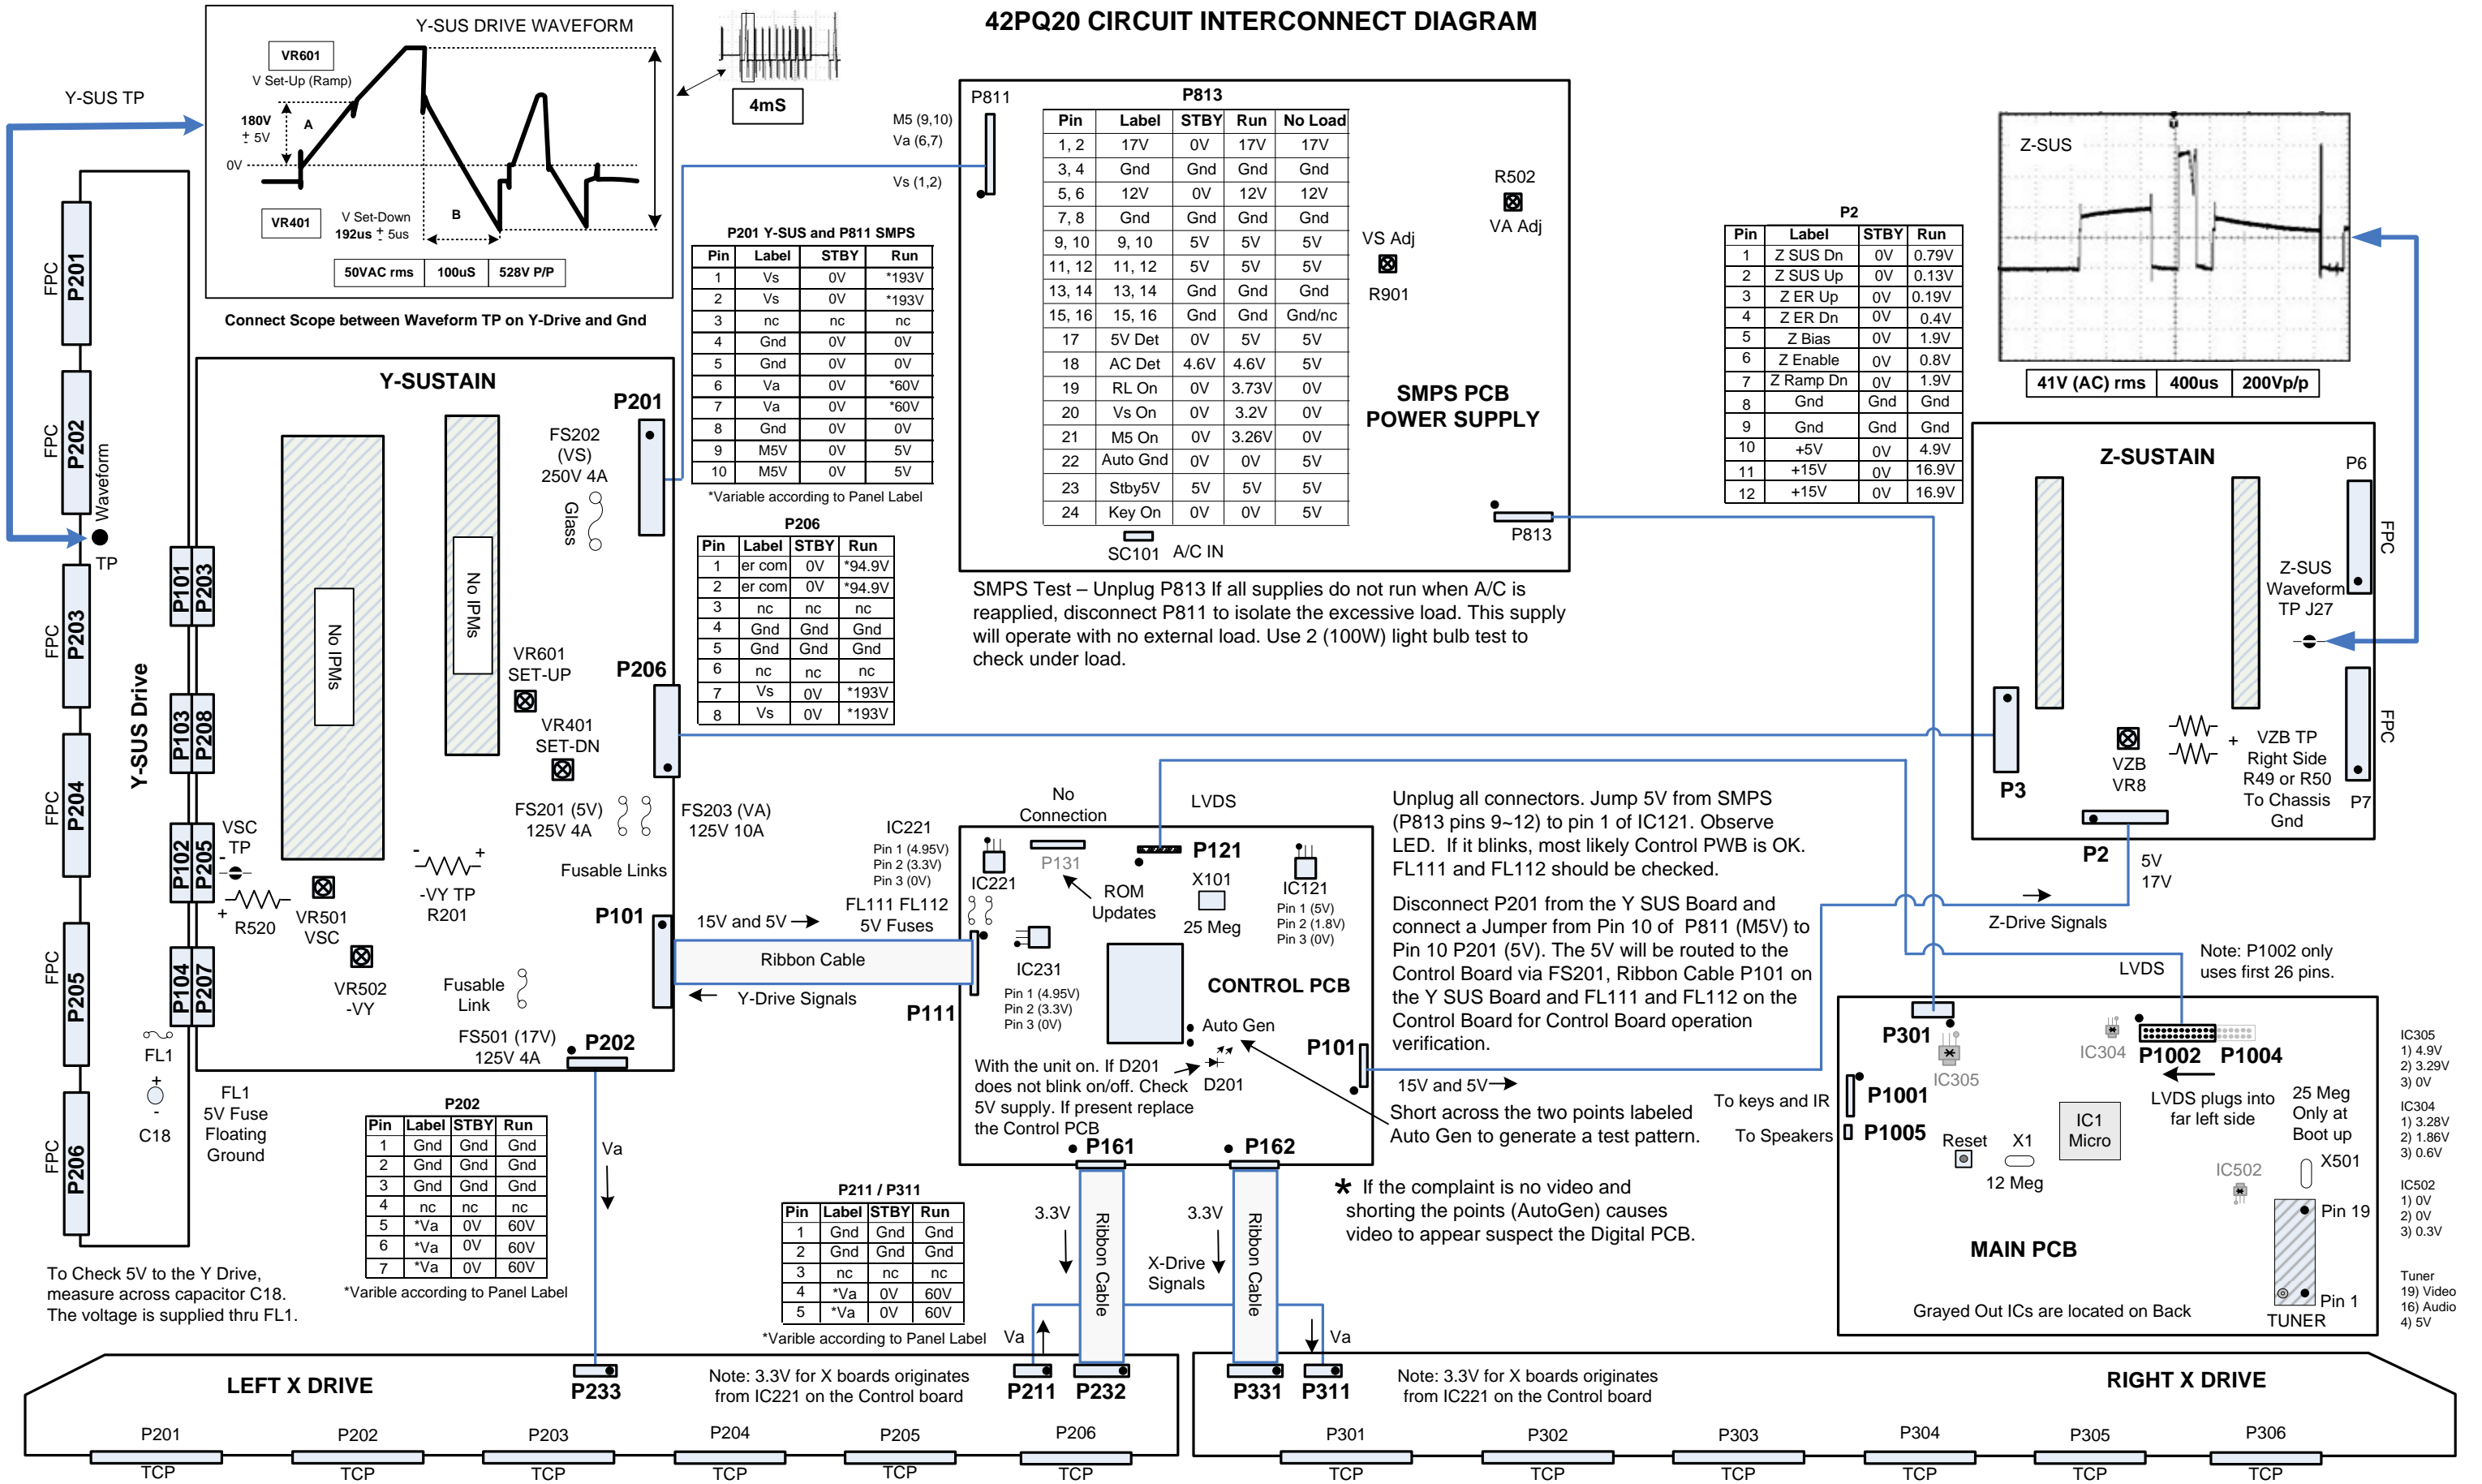 42PQ20 CIRCUIT INTERCONNECT DIAGRAM
Y-SUS DRIVE WAVEFORM
VR601
V Set-Up (Ramp)
180V
± 5V
A
0V
VR401
V Set-Down
192us ± 5us
B
50VAC rms 100uS 528V P/P
Connect Scope between Waveform TP on Y-Drive and Gnd
4mS
Y-SUS TP
FPC P201
FPC P202
Waveform
TP
FPC P203
FPC P204
FPC P205
FPC P206
Y-SUS Drive
P101 P203
P103 P208
P102 P205
P104 P207
FL1
+
-
C18
FL1
5V Fuse
Floating
Ground
To Check 5V to the Y Drive,
measure across capacitor C18.
The voltage is supplied thru FL1.
Y-SUSTAIN
No IPMs
No IPMs
P201
FS202
(VS)
250V 4A
Glass
VR601
SET-UP
P206
VR401
SET-DN
FS201 (5V)
125V 4A
FS203 (VA)
125V 10A
Fusable Links
VSC
TP
-
+
R520
VR501
VSC
- +
-VY TP
R201
VR502
-VY
P101
Fusable
Link
FS501 (17V)
125V 4A
P202
P201 Y-SUS and P811 SMPS
Pin Label STBY Run
1 Vs 0V *193V
2 Vs 0V *193V
3 nc nc nc
4 Gnd 0V 0V
5 Gnd 0V 0V
6 Va 0V *60V
7 Va 0V *60V
8 Gnd 0V 0V
9 M5V 0V 5V
10 M5V 0V 5V
*Variable according to Panel Label
P206
Pin Label STBY Run
1 er com 0V *94.9V
2 er com 0V *94.9V
3 nc nc nc
4 Gnd Gnd Gnd
5 Gnd Gnd Gnd
6 nc nc nc
7 Vs 0V *193V
8 Vs 0V *193V
P811
M5 (9,10)
Va (6,7)
Vs (1,2)
P813
Pin Label STBY Run No Load
1, 2 17V 0V 17V 17V
3, 4 Gnd Gnd Gnd Gnd
5, 6 12V 0V 12V 12V
7, 8 Gnd Gnd Gnd Gnd
9, 10 9, 10 5V 5V 5V
11, 12 11, 12 5V 5V 5V
13, 14 13, 14 Gnd Gnd Gnd
15, 16 15, 16 Gnd Gnd Gnd/nc
17 5V Det 0V 5V 5V
18 AC Det 4.6V 4.6V 5V
19 RL On 0V 3.73V 0V
20 Vs On 0V 3.2V 0V
21 M5 On 0V 3.26V 0V
22 Auto Gnd 0V 0V 5V
23 Stby5V 5V 5V 5V
24 Key On 0V 0V 5V
SC101 A/C IN
R502
VA Adj
VS Adj
R901
SMPS PCB
POWER SUPPLY
P813
SMPS Test – Unplug P813 If all supplies do not run when A/C is
reapplied, disconnect P811 to isolate the excessive load. This supply
will operate with no external load. Use 2 (100W) light bulb test to
check under load.
P2
Pin Label STBY Run
1 Z SUS Dn 0V 0.79V
2 Z SUS Up 0V 0.13V
3 Z ER Up 0V 0.19V
4 Z ER Dn 0V 0.4V
5 Z Bias 0V 1.9V
6 Z Enable 0V 0.8V
7 Z Ramp Dn 0V 1.9V
8 Gnd Gnd Gnd
9 Gnd Gnd Gnd
10 +5V 0V 4.9V
11 +15V 0V 16.9V
12 +15V 0V 16.9V
Z-SUS
41V (AC) rms 400us 200Vp/p
Z-SUSTAIN
P6
FPC
Z-SUS
Waveform
TP J27
FPC
P7
P3
VZB
VR8
+
VZB TP
Right Side
R49 or R50
To Chassis
Gnd
P2
5V
17V
Z-Drive Signals
15V and 5V
Ribbon Cable
Y-Drive Signals
P111
IC221
Pin 1 (4.95V)
Pin 2 (3.3V)
Pin 3 (0V)
FL111 FL112
5V Fuses
No
Connection
LVDS
P131
IC221
ROM
Updates
P121
X101
25 Meg
IC121
Pin 1 (5V)
Pin 2 (1.8V)
Pin 3 (0V)
IC231
Pin 1 (4.95V)
Pin 2 (3.3V)
Pin 3 (0V)
CONTROL PCB
Auto Gen
D201
P101
With the unit on. If D201
does not blink on/off. Check
5V supply. If present replace
the Control PCB
P161
P162
15V and 5V
Short across the two points labeled
Auto Gen to generate a test pattern.
Unplug all connectors. Jump 5V from SMPS
(P813 pins 9~12) to pin 1 of IC121. Observe
LED. If it blinks, most likely Control PWB is OK.
FL111 and FL112 should be checked.
Disconnect P201 from the Y SUS Board and
connect a Jumper from Pin 10 of P811 (M5V) to
Pin 10 P201 (5V). The 5V will be routed to the
Control Board via FS201, Ribbon Cable P101 on
the Y SUS Board and FL111 and FL112 on the
Control Board for Control Board operation
verification.
* If the complaint is no video and
shorting the points (AutoGen) causes
video to appear suspect the Digital PCB.
LVDS
Note: P1002 only
uses first 26 pins.
P301
IC305
IC304
P1002 P1004
LVDS plugs into
far left side
25 Meg
Only at
Boot up
X501
To keys and IR
P1001
To Speakers
P1005
Reset
X1
12 Meg
IC1
Micro
IC502
Pin 19
Pin 1
TUNER
MAIN PCB
Grayed Out ICs are located on Back
IC305
1) 4.9V
2) 3.29V
3) 0V
IC304
1) 3.28V
2) 1.86V
3) 0.6V
IC502
1) 0V
2) 0V
3) 0.3V
Tuner
19) Video
16) Audio
4) 5V
P202
Pin Label STBY Run
1 Gnd Gnd Gnd
2 Gnd Gnd Gnd
3 Gnd Gnd Gnd
4 nc nc nc
5 *Va 0V 60V
6 *Va 0V 60V
7 *Va 0V 60V
*Varible according to Panel Label
Va
P211 / P311
Pin Label STBY Run
1 Gnd Gnd Gnd
2 Gnd Gnd Gnd
3 nc nc nc
4 *Va 0V 60V
5 *Va 0V 60V
*Varible according to Panel Label
3.3V
Ribbon Cable
3.3V
X-Drive
Signals
Ribbon Cable
Va
Va
LEFT X DRIVE
P233
Note: 3.3V for X boards originates
from IC221 on the Control board
P211 P232
P331 P311
Note: 3.3V for X boards originates
from IC221 on the Control board
RIGHT X DRIVE
P201 P202 P203 P204 P205 P206
P301 P302 P303 P304 P305 P306
TCP TCP TCP TCP TCP TCP
TCP TCP TCP TCP TCP TCP